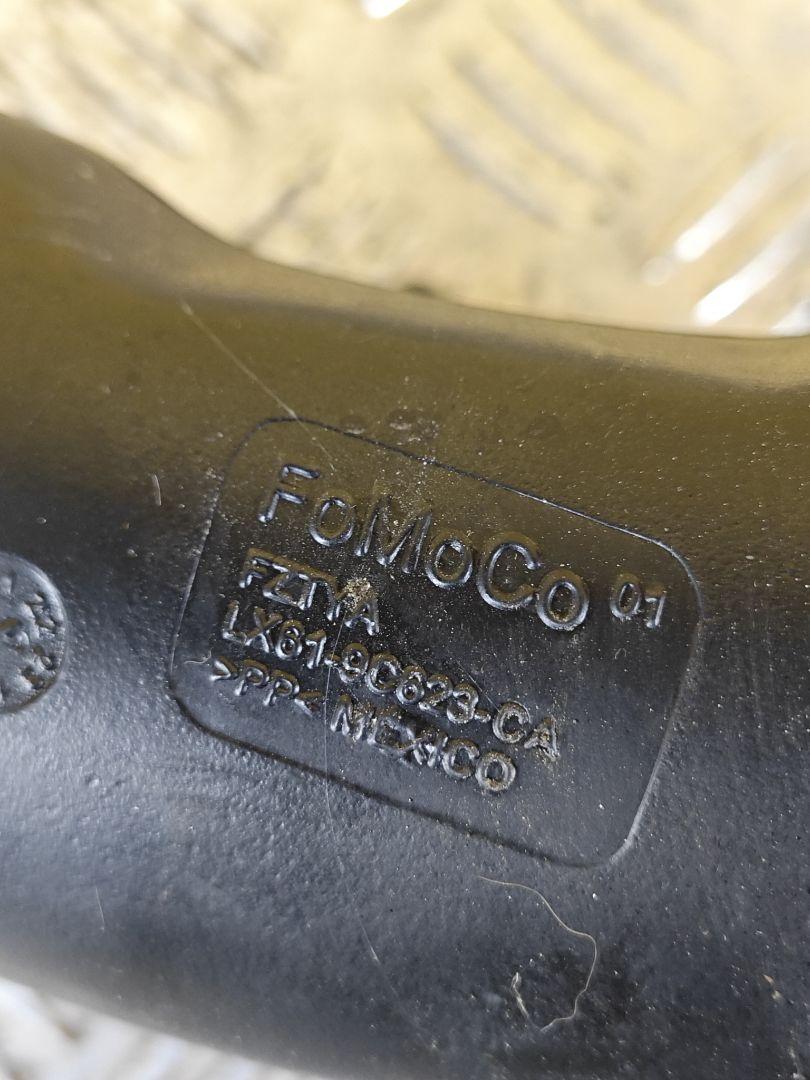 FoMoCo 01
FZTYA
LX61-9C623-CA
>PP< MEXICO